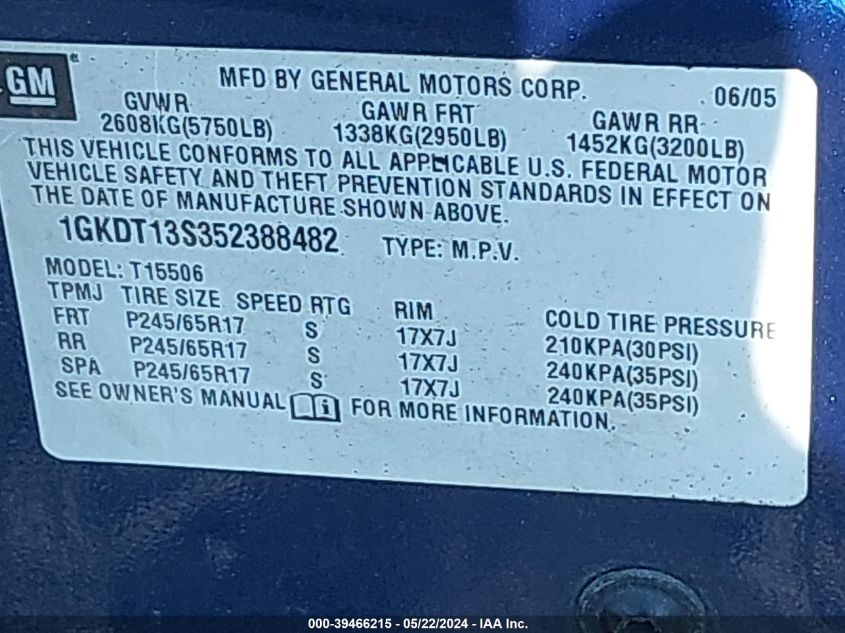 GM
MFD BY GENERAL MOTORS CORP. 06/05
GVWR GAWR FRT GAWR RR
2608KG(5750LB) 1338KG(2950LB) 1452KG(3200LB)
THIS VEHICLE CONFORMS TO ALL APPLICABLE U.S. FEDERAL MOTOR
VEHICLE SAFETY AND THEFT PREVENTION STANDARDS IN EFFECT ON
THE DATE OF MANUFACTURE SHOWN ABOVE.
1GKDT13S352388482 TYPE: M.P.V.
MODEL: T15506
TPMJ TIRE SIZE SPEED RTG RIM COLD TIRE PRESSURE
FRT P245/65R17 S 17X7J 210KPA(30PSI)
RR P245/65R17 S 17X7J 240KPA(35PSI)
SPA P245/65R17 S 17X7J 240KPA(35PSI)
SEE OWNER'S MANUAL FOR MORE INFORMATION.
000-39466215 - 05/22/2024 - IAA Inc.